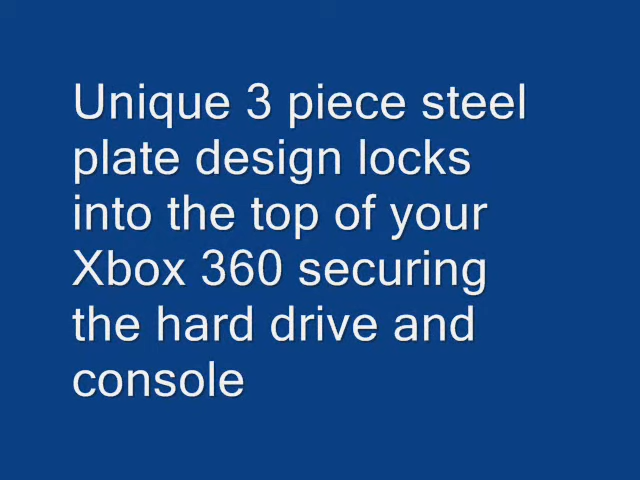 Unique 3 piece steel
plate design locks
into the top of your
Xbox 360 securing
the hard drive and
console